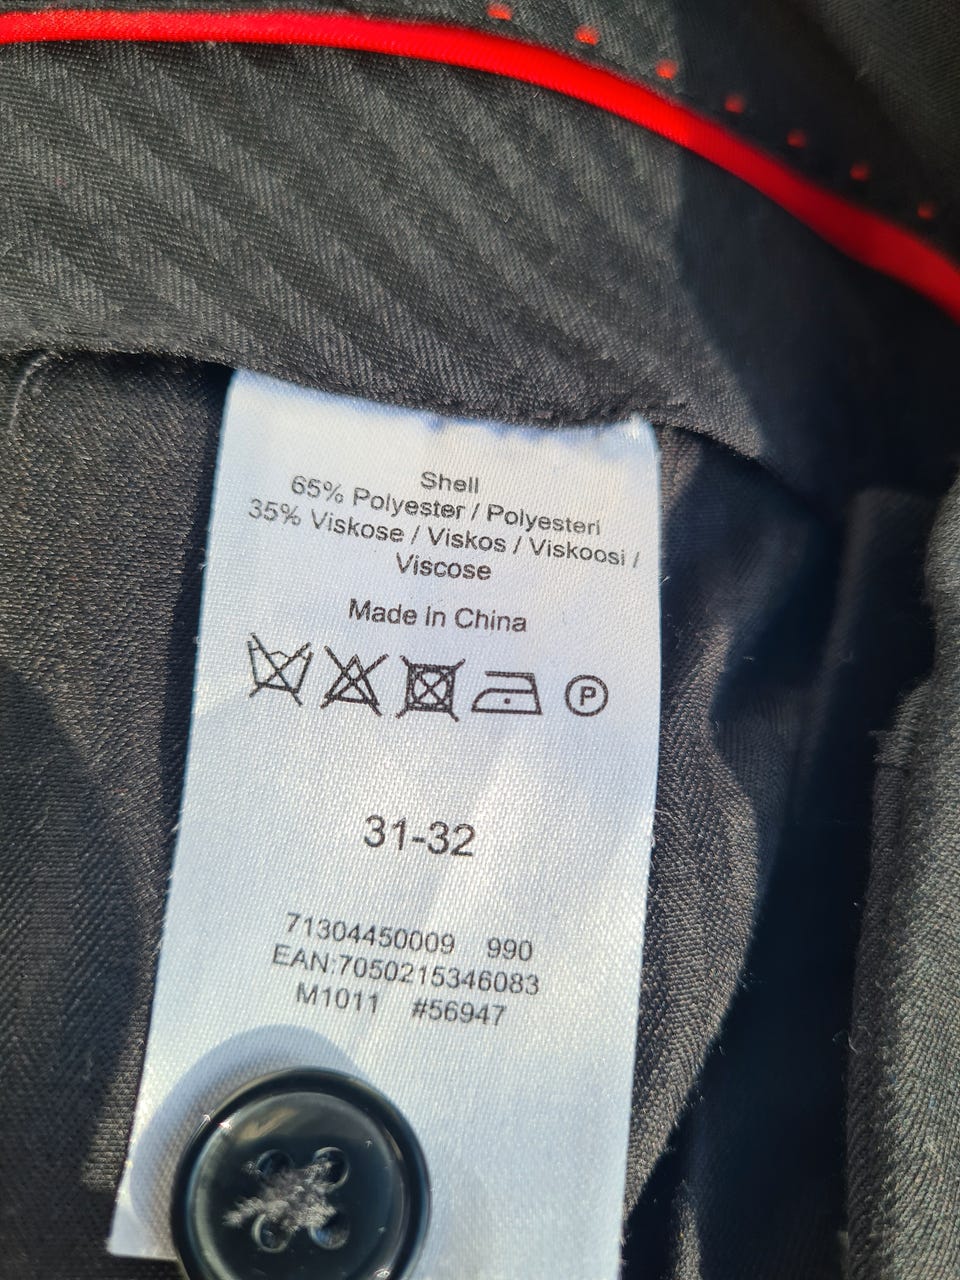 Shell
65% Polyester / Polyesteri
35% Viskose / Viskos / Viskoosi /
Viscose
Made in China
P
31-32
71304450009 990
EAN:7050215346083
M1011 #56947